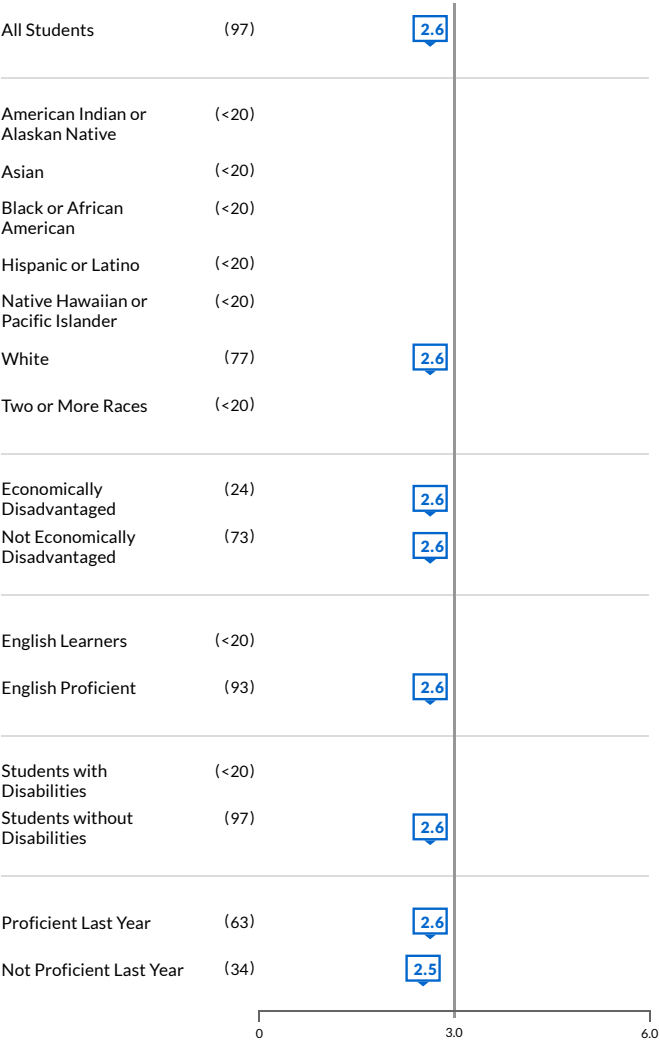 All Students (97) 2.6
American Indian or (<20)
Alaskan Native
Asian (<20)
Black or African (<20)
American
Hispanic or Latino (<20)
Native Hawaiian or (<20)
Pacific Islander
White (77) 2.6
Two or More Races (<20)
Economically (24) 2.6
Disadvantaged
Not Economically (73) 2.6
Disadvantaged
English Learners (<20)
English Proficient (93) 2.6
Students with (<20)
Disabilities
Students without (97) 2.6
Disabilities
Proficient Last Year (63) 2.6
Not Proficient Last Year (34) 2.5
0 3.0 6.0